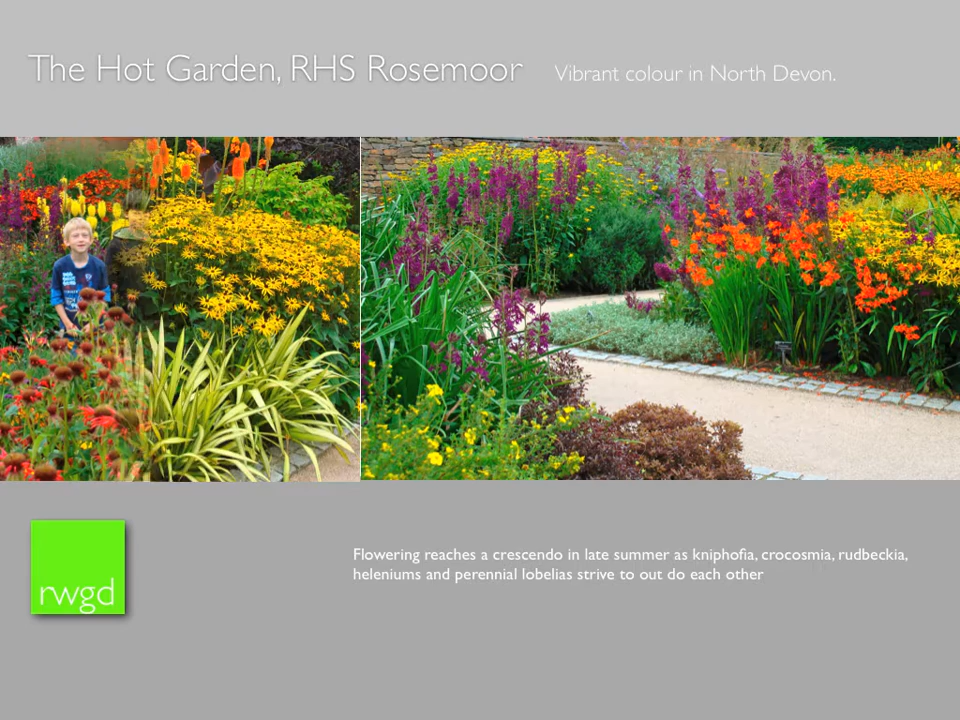 The Hot Garden, RHS Rosemoor Vibrant colour in North Devon.
rwgd
Flowering reaches a crescendo in late summer as kniphofia, crocosmia, rudbeckia,
heleniums and perennial lobelias strive to out do each other